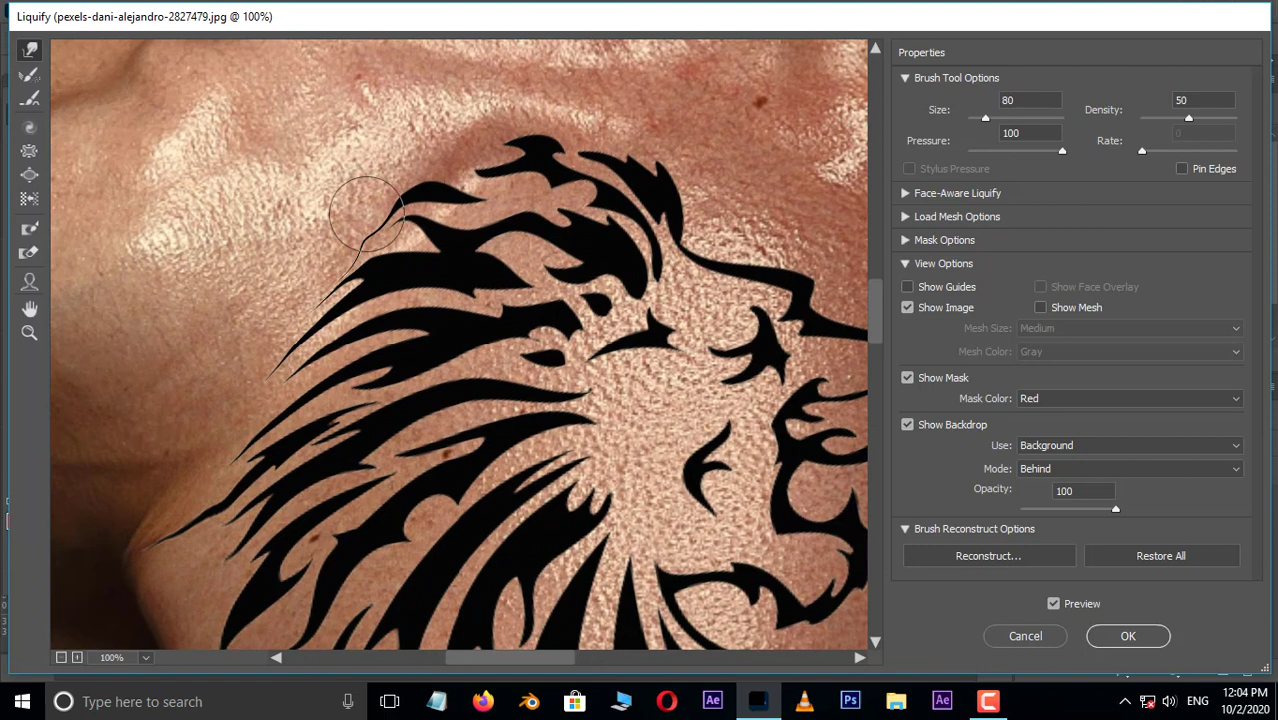 Liquify (pexels-dani-alejandro-2827479.jpg @ 100%)
Properties
Brush Tool Options
Size: 80 Density: 50
Pressure: 100 Rate: 0
Stylus Pressure Pin Edges
Face-Aware Liquify
Load Mesh Options
Mask Options
View Options
Show Guides Show Face Overlay
Show Image Show Mesh
Mesh Size: Medium
Mesh Color: Gray
Show Mask
Mask Color: Red
Show Backdrop
Use: Background
Mode: Behind
Opacity: 100
Brush Reconstruct Options
Reconstruct... Restore All
Preview
Cancel OK
100%
Type here to search
Ae
Ps
Ae
ENG
12:04 PM
10/2/2020